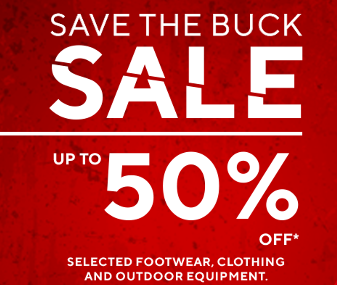 SAVE THE BUCK
SALE
UP TO 50%
OFF*
SELECTED FOOTWEAR, CLOTHING
AND OUTDOOR EQUIPMENT.